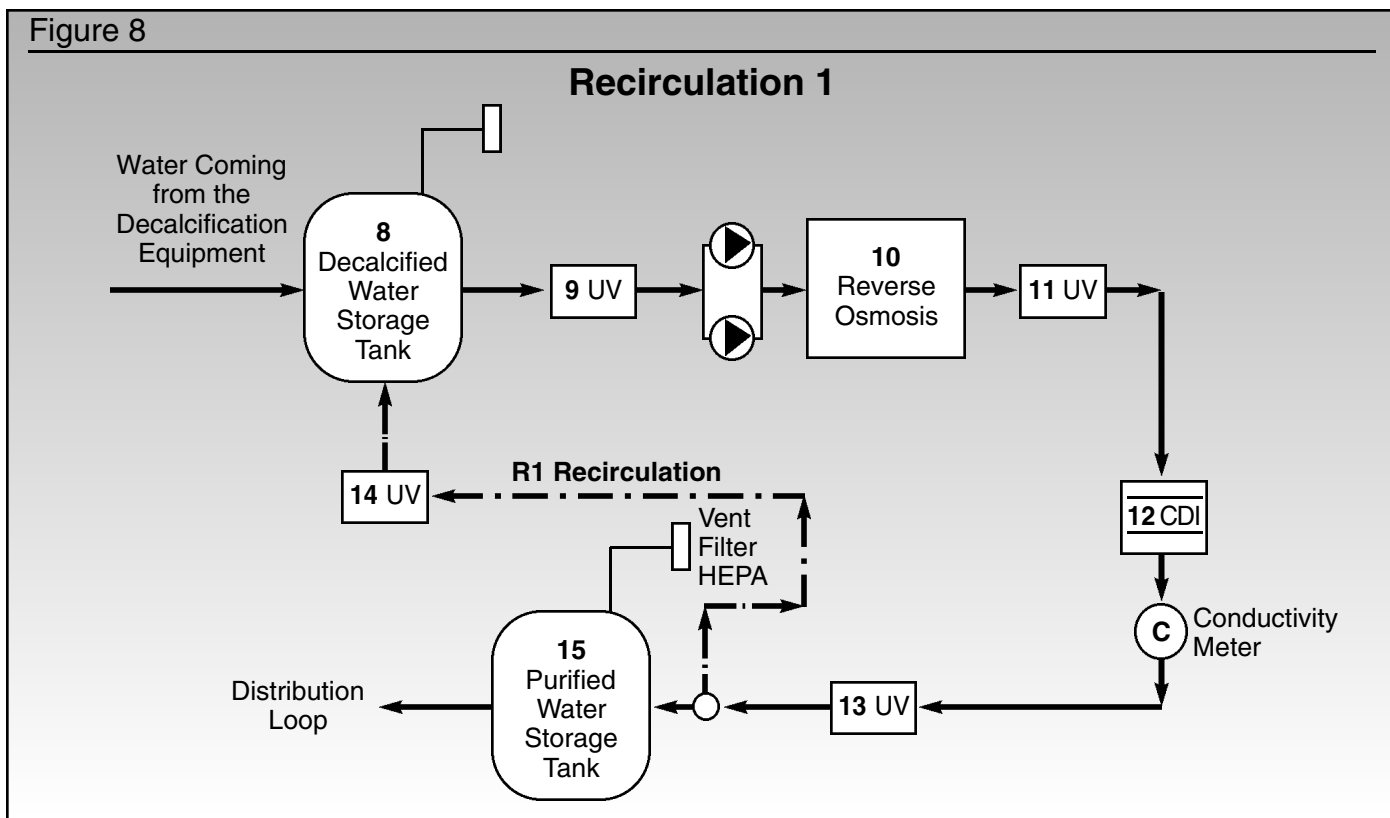 Figure 8
Recirculation 1
Water Coming
from the
Decalcification
Equipment
8
Decalcified
Water
Storage
Tank
9 UV
10
Reverse
Osmosis
11 UV
R1 Recirculation
14 UV
12 CDI
Vent
Filter
HEPA
C
Conductivity
Meter
15
Purified
Water
Storage
Tank
Distribution
Loop
13 UV